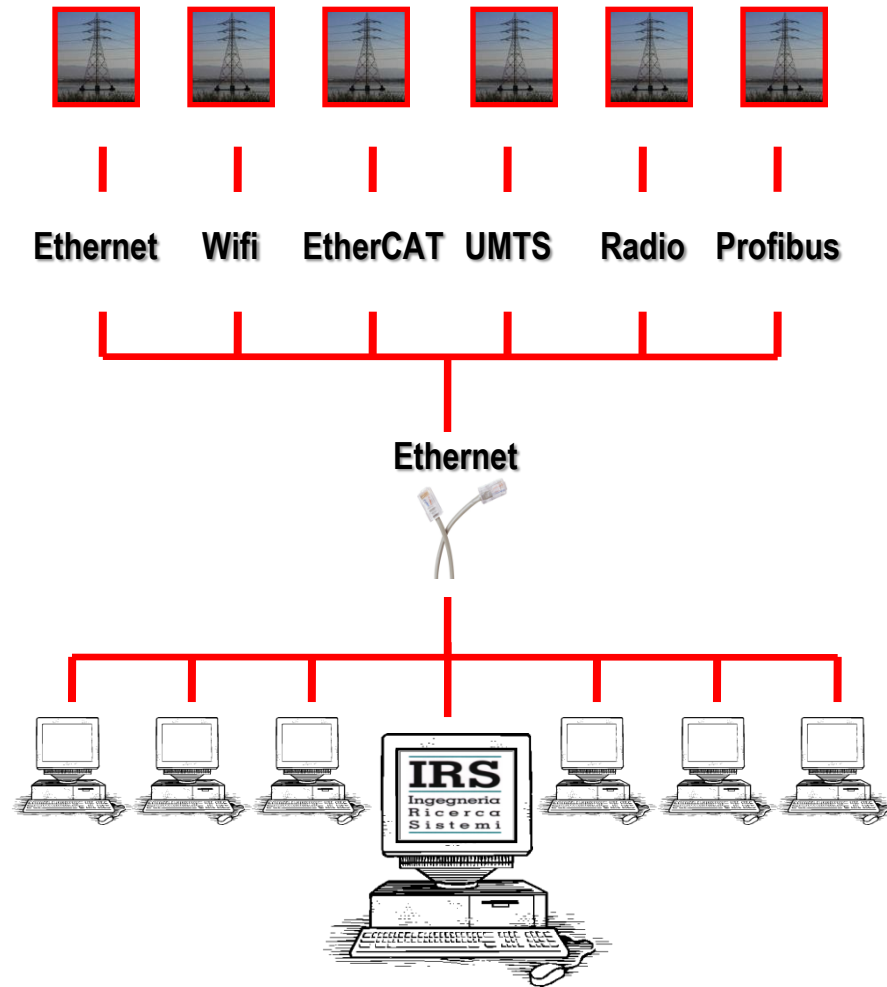 Ethernet Wifi EtherCAT UMTS Radio Profibus
Ethernet
IRS
Ingegneria
Ricerca
Sistemi